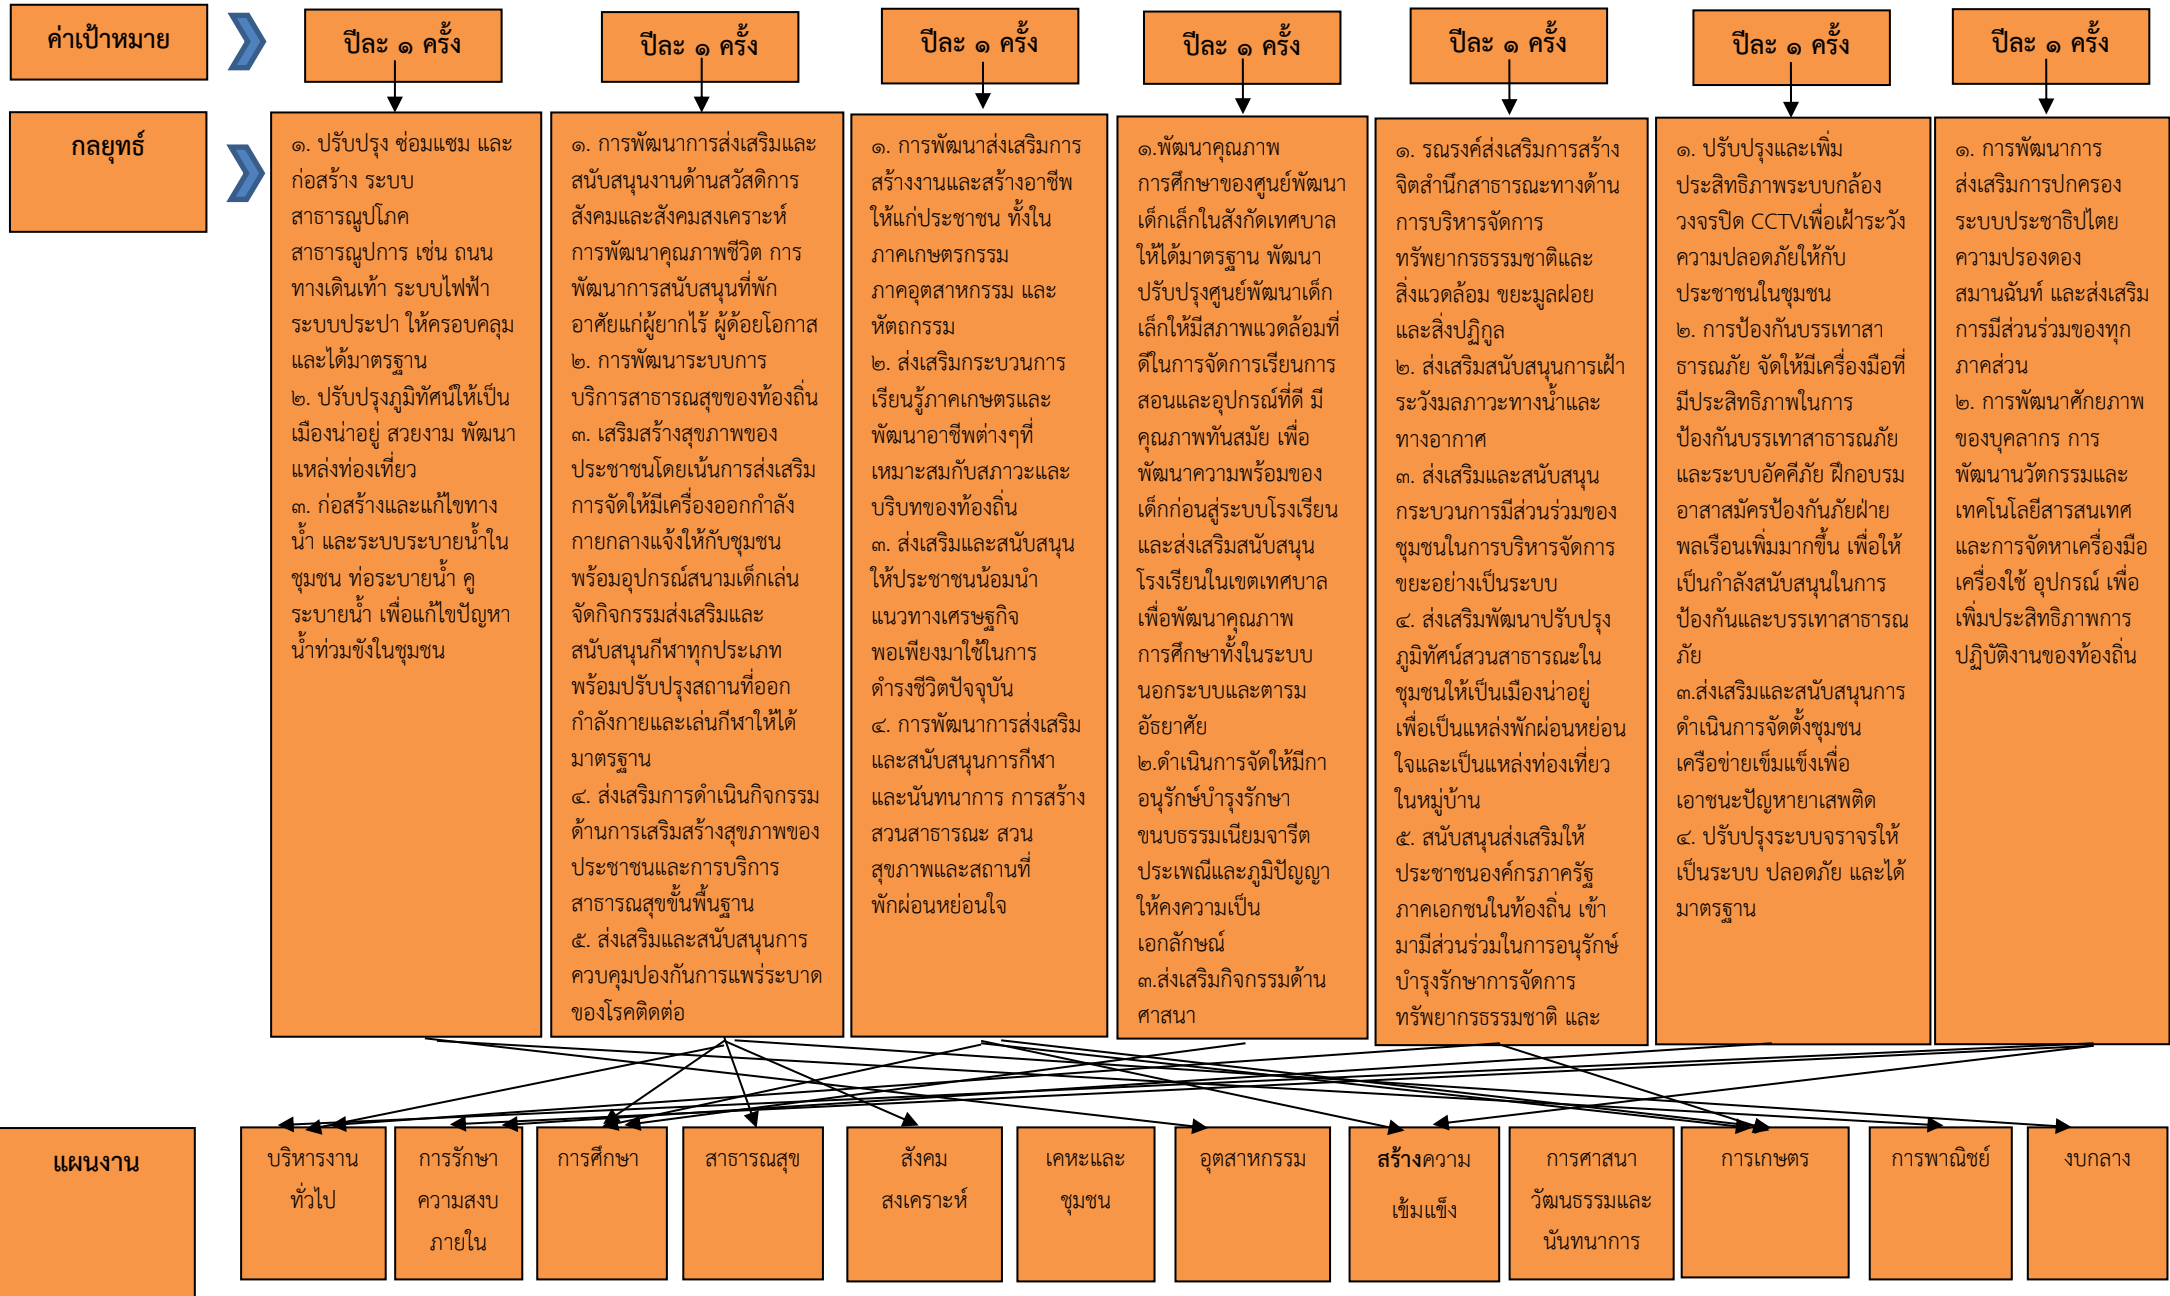 ค่าเป้าหมาย
ปีละ ๑ ครั้ง
ปีละ ๑ ครั้ง
ปีละ ๑ ครั้ง
ปีละ ๑ ครั้ง
ปีละ ๑ ครั้ง
ปีละ ๑ ครั้ง
ปีละ ๑ ครั้ง
กลยุทธ์
๑. ปรับปรุง ซ่อมแซม และ
ก่อสร้าง ระบบ
สาธารณูปโภค
สาธารณูปการ เช่น ถนน
ทางเดินเท้า ระบบไฟฟ้า
ระบบประปา ให้ครอบคลุม
และได้มาตรฐาน
๒. ปรับปรุงภูมิทัศน์ให้เป็น
เมืองน่าอยู่ สวยงาม พัฒนา
แหล่งท่องเที่ยว
๓. ก่อสร้างและแก้ไขทาง
น้ำ และระบบระบายน้ำใน
ชุมชน ท่อระบายน้ำ คู
ระบายน้ำ เพื่อแก้ไขปัญหา
น้ำท่วมขังในชุมชน
๑. การพัฒนาการส่งเสริมและ
สนับสนุนงานด้านสวัสดิการ
สังคมและสังคมสงเคราะห์
การพัฒนาคุณภาพชีวิต การ
พัฒนาการสนับสนุนที่พัก
อาศัยแก่ผู้ยากไร้ ผู้ด้อยโอกาส
๒. การพัฒนาระบบการ
บริการสาธารณสุขของท้องถิ่น
๓. เสริมสร้างสุขภาพของ
ประชาชนโดยเน้นการส่งเสริม
การจัดให้มีเครื่องออกกำลัง
กายกลางแจ้งให้กับชุมชน
พร้อมอุปกรณ์สนามเด็กเล่น
จัดกิจกรรมส่งเสริมและ
สนับสนุนกีฬาทุกประเภท
พร้อมปรับปรุงสถานที่ออก
กำลังกายและเล่นกีฬาให้ได้
มาตรฐาน
๔. ส่งเสริมการดำเนินกิจกรรม
ด้านการเสริมสร้างสุขภาพของ
ประชาชนและการบริการ
สาธารณสุขขั้นพื้นฐาน
๕. ส่งเสริมและสนับสนุนการ
ควบคุมปองกันการแพร่ระบาด
ของโรคติดต่อ
๑. การพัฒนาส่งเสริมการ
สร้างงานและสร้างอาชีพ
ให้แก่ประชาชน ทั้งใน
ภาคเกษตรกรรม
ภาคอุตสาหกรรม และ
หัตถกรรม
๒. ส่งเสริมกระบวนการ
เรียนรู้ภาคเกษตรและ
พัฒนาอาชีพต่างๆที่
เหมาะสมกับสภาวะและ
บริบทของท้องถิ่น
๓. ส่งเสริมและสนับสนุน
ให้ประชาชนน้อมนำ
แนวทางเศรษฐกิจ
พอเพียงมาใช้ในการ
ดำรงชีวิตปัจจุบัน
๔. การพัฒนาการส่งเสริม
และสนับสนุนการกีฬา
และนันทนาการ การสร้าง
สวนสาธารณะ สวน
สุขภาพและสถานที่
พักผ่อนหย่อนใจ
๑.พัฒนาคุณภาพ
การศึกษาของศูนย์พัฒนา
เด็กเล็กในสังกัดเทศบาล
ให้ได้มาตรฐาน พัฒนา
ปรับปรุงศูนย์พัฒนาเด็ก
เล็กให้มีสภาพแวดล้อมที่
ดีในการจัดการเรียนการ
สอนและอุปกรณ์ที่ดี มี
คุณภาพทันสมัย เพื่อ
พัฒนาความพร้อมของ
เด็กก่อนสู่ระบบโรงเรียน
และส่งเสริมสนับสนุน
โรงเรียนในเขตเทศบาล
เพื่อพัฒนาคุณภาพ
การศึกษาทั้งในระบบ
นอกระบบและตารม
อัธยาศัย
๒.ดำเนินการจัดให้มีกา
อนุรักษ์บำรุงรักษา
ขนบธรรมเนียมจารีต
ประเพณีและภูมิปัญญา
ให้คงความเป็น
เอกลักษณ์
๓.ส่งเสริมกิจกรรมด้าน
ศาสนา
๑. รณรงค์ส่งเสริมการสร้าง
จิตสำนึกสาธารณะทางด้าน
การบริหารจัดการ
ทรัพยากรธรรมชาติและ
สิ่งแวดล้อม ขยะมูลฝอย
และสิ่งปฏิกูล
๒. ส่งเสริมสนับสนุนการเฝ้า
ระวังมลภาวะทางน้ำและ
ทางอากาศ
๓. ส่งเสริมและสนับสนุน
กระบวนการมีส่วนร่วมของ
ชุมชนในการบริหารจัดการ
ขยะอย่างเป็นระบบ
๔. ส่งเสริมพัฒนาปรับปรุง
ภูมิทัศน์สวนสาธารณะใน
ชุมชนให้เป็นเมืองน่าอยู่
เพื่อเป็นแหล่งพักผ่อนหย่อน
ใจและเป็นแหล่งท่องเที่ยว
ในหมู่บ้าน
๕. สนับสนุนส่งเสริมให้
ประชาชนองค์กรภาครัฐ
ภาคเอกชนในท้องถิ่น เข้า
มามีส่วนร่วมในการอนุรักษ์
บำรุงรักษาการจัดการ
ทรัพยากรธรรมชาติ และ
๑. ปรับปรุงและเพิ่ม
ประสิทธิภาพระบบกล้อง
วงจรปิด CCTVเพื่อเฝ้าระวัง
ความปลอดภัยให้กับ
ประชาชนในชุมชน
๒. การป้องกันบรรเทาสา
ธารณภัย จัดให้มีเครื่องมือที่
มีประสิทธิภาพในการ
ป้องกันบรรเทาสาธารณภัย
และระบบอัคคีภัย ฝึกอบรม
อาสาสมัครป้องกันภัยฝ่าย
พลเรือนเพิ่มมากขึ้น เพื่อให้
เป็นกำลังสนับสนุนในการ
ป้องกันและบรรเทาสาธารณ
ภัย
๓.ส่งเสริมและสนับสนุนการ
ดำเนินการจัดตั้งชุมชน
เครือข่ายเข็มแข็งเพื่อ
เอาชนะปัญหายาเสพติด
๔. ปรับปรุงระบบจราจรให้
เป็นระบบ ปลอดภัย และได้
มาตรฐาน
๑. การพัฒนาการ
ส่งเสริมการปกครอง
ระบบประชาธิปไตย
ความปรองดอง
สมานฉันท์ และส่งเสริม
การมีส่วนร่วมของทุก
ภาคส่วน
๒. การพัฒนาศักยภาพ
ของบุคลากร การ
พัฒนานวัตกรรมและ
เทคโนโลยีสารสนเทศ
และการจัดหาเครื่องมือ
เครื่องใช้ อุปกรณ์ เพื่อ
เพิ่มประสิทธิภาพการ
ปฏิบัติงานของท้องถิ่น
แผนงาน
บริหารงาน
ทั่วไป
การรักษา
ความสงบ
ภายใน
การศึกษา
สาธารณสุข
สังคม
สงเคราะห์
เคหะและ
ชุมชน
อุตสาหกรรม
สร้างความ
เข้มแข็ง
การศาสนา
วัฒนธรรมและ
นันทนาการ
การเกษตร
การพาณิชย์
งบกลาง